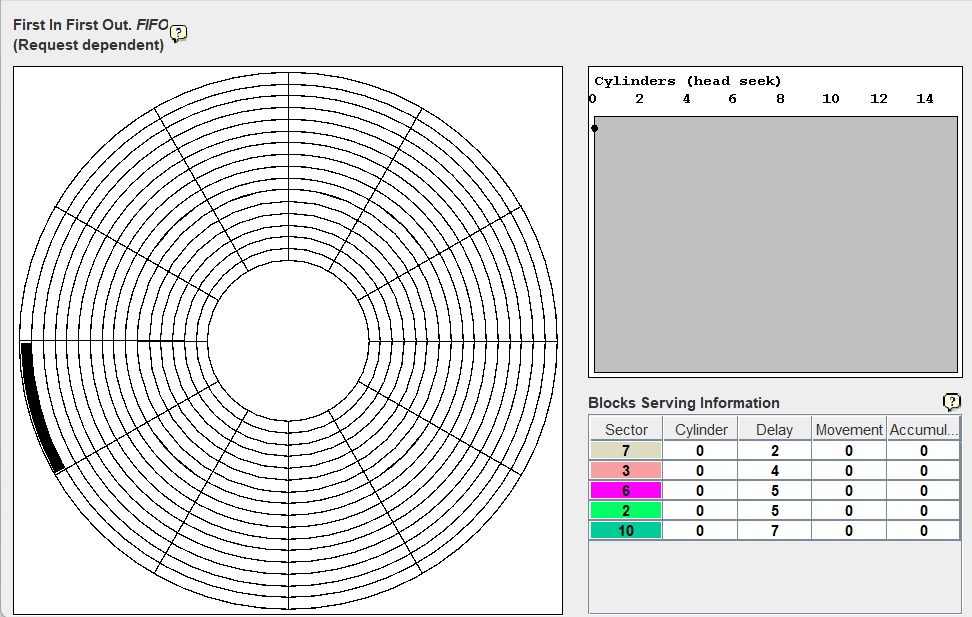 First In First Out. FIFO
?
(Request dependent)
Cylinders (head seek)
0 2 4 6 8 10 12 14
Blocks Serving Information
?
Sector Cylinder Delay Movement Accumul...
7 0 2 0 0
3 0 4 0 0
6 0 5 0 0
2 0 5 0 0
10 0 7 0 0